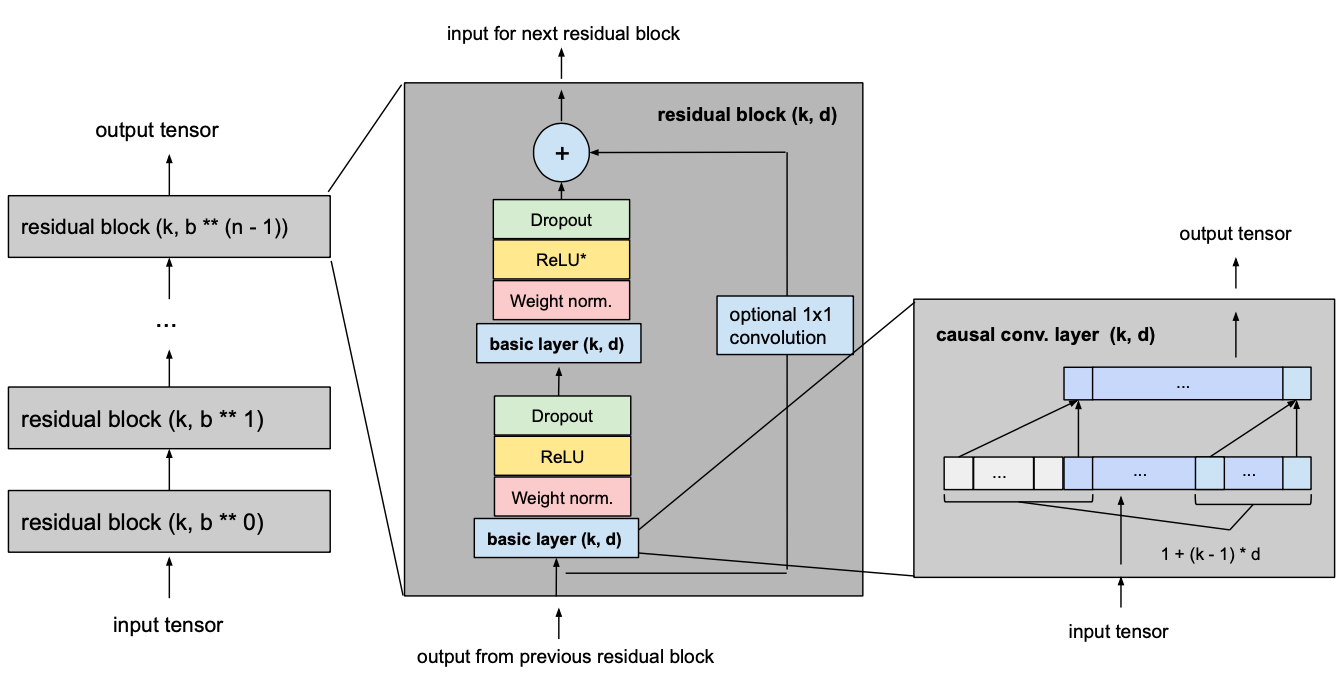 output tensor
residual block (k, b ** (n - 1))
...
residual block (k, b ** 1)
residual block (k, b ** 0)
input tensor
input for next residual block
residual block (k, d)
+
Dropout
ReLU*
Weight norm.
basic layer (k, d)
optional 1x1
convolution
Dropout
ReLU
Weight norm.
basic layer (k, d)
output from previous residual block
output tensor
causal conv. layer (k, d)
...
...
...
...
1 + (k - 1) * d
input tensor